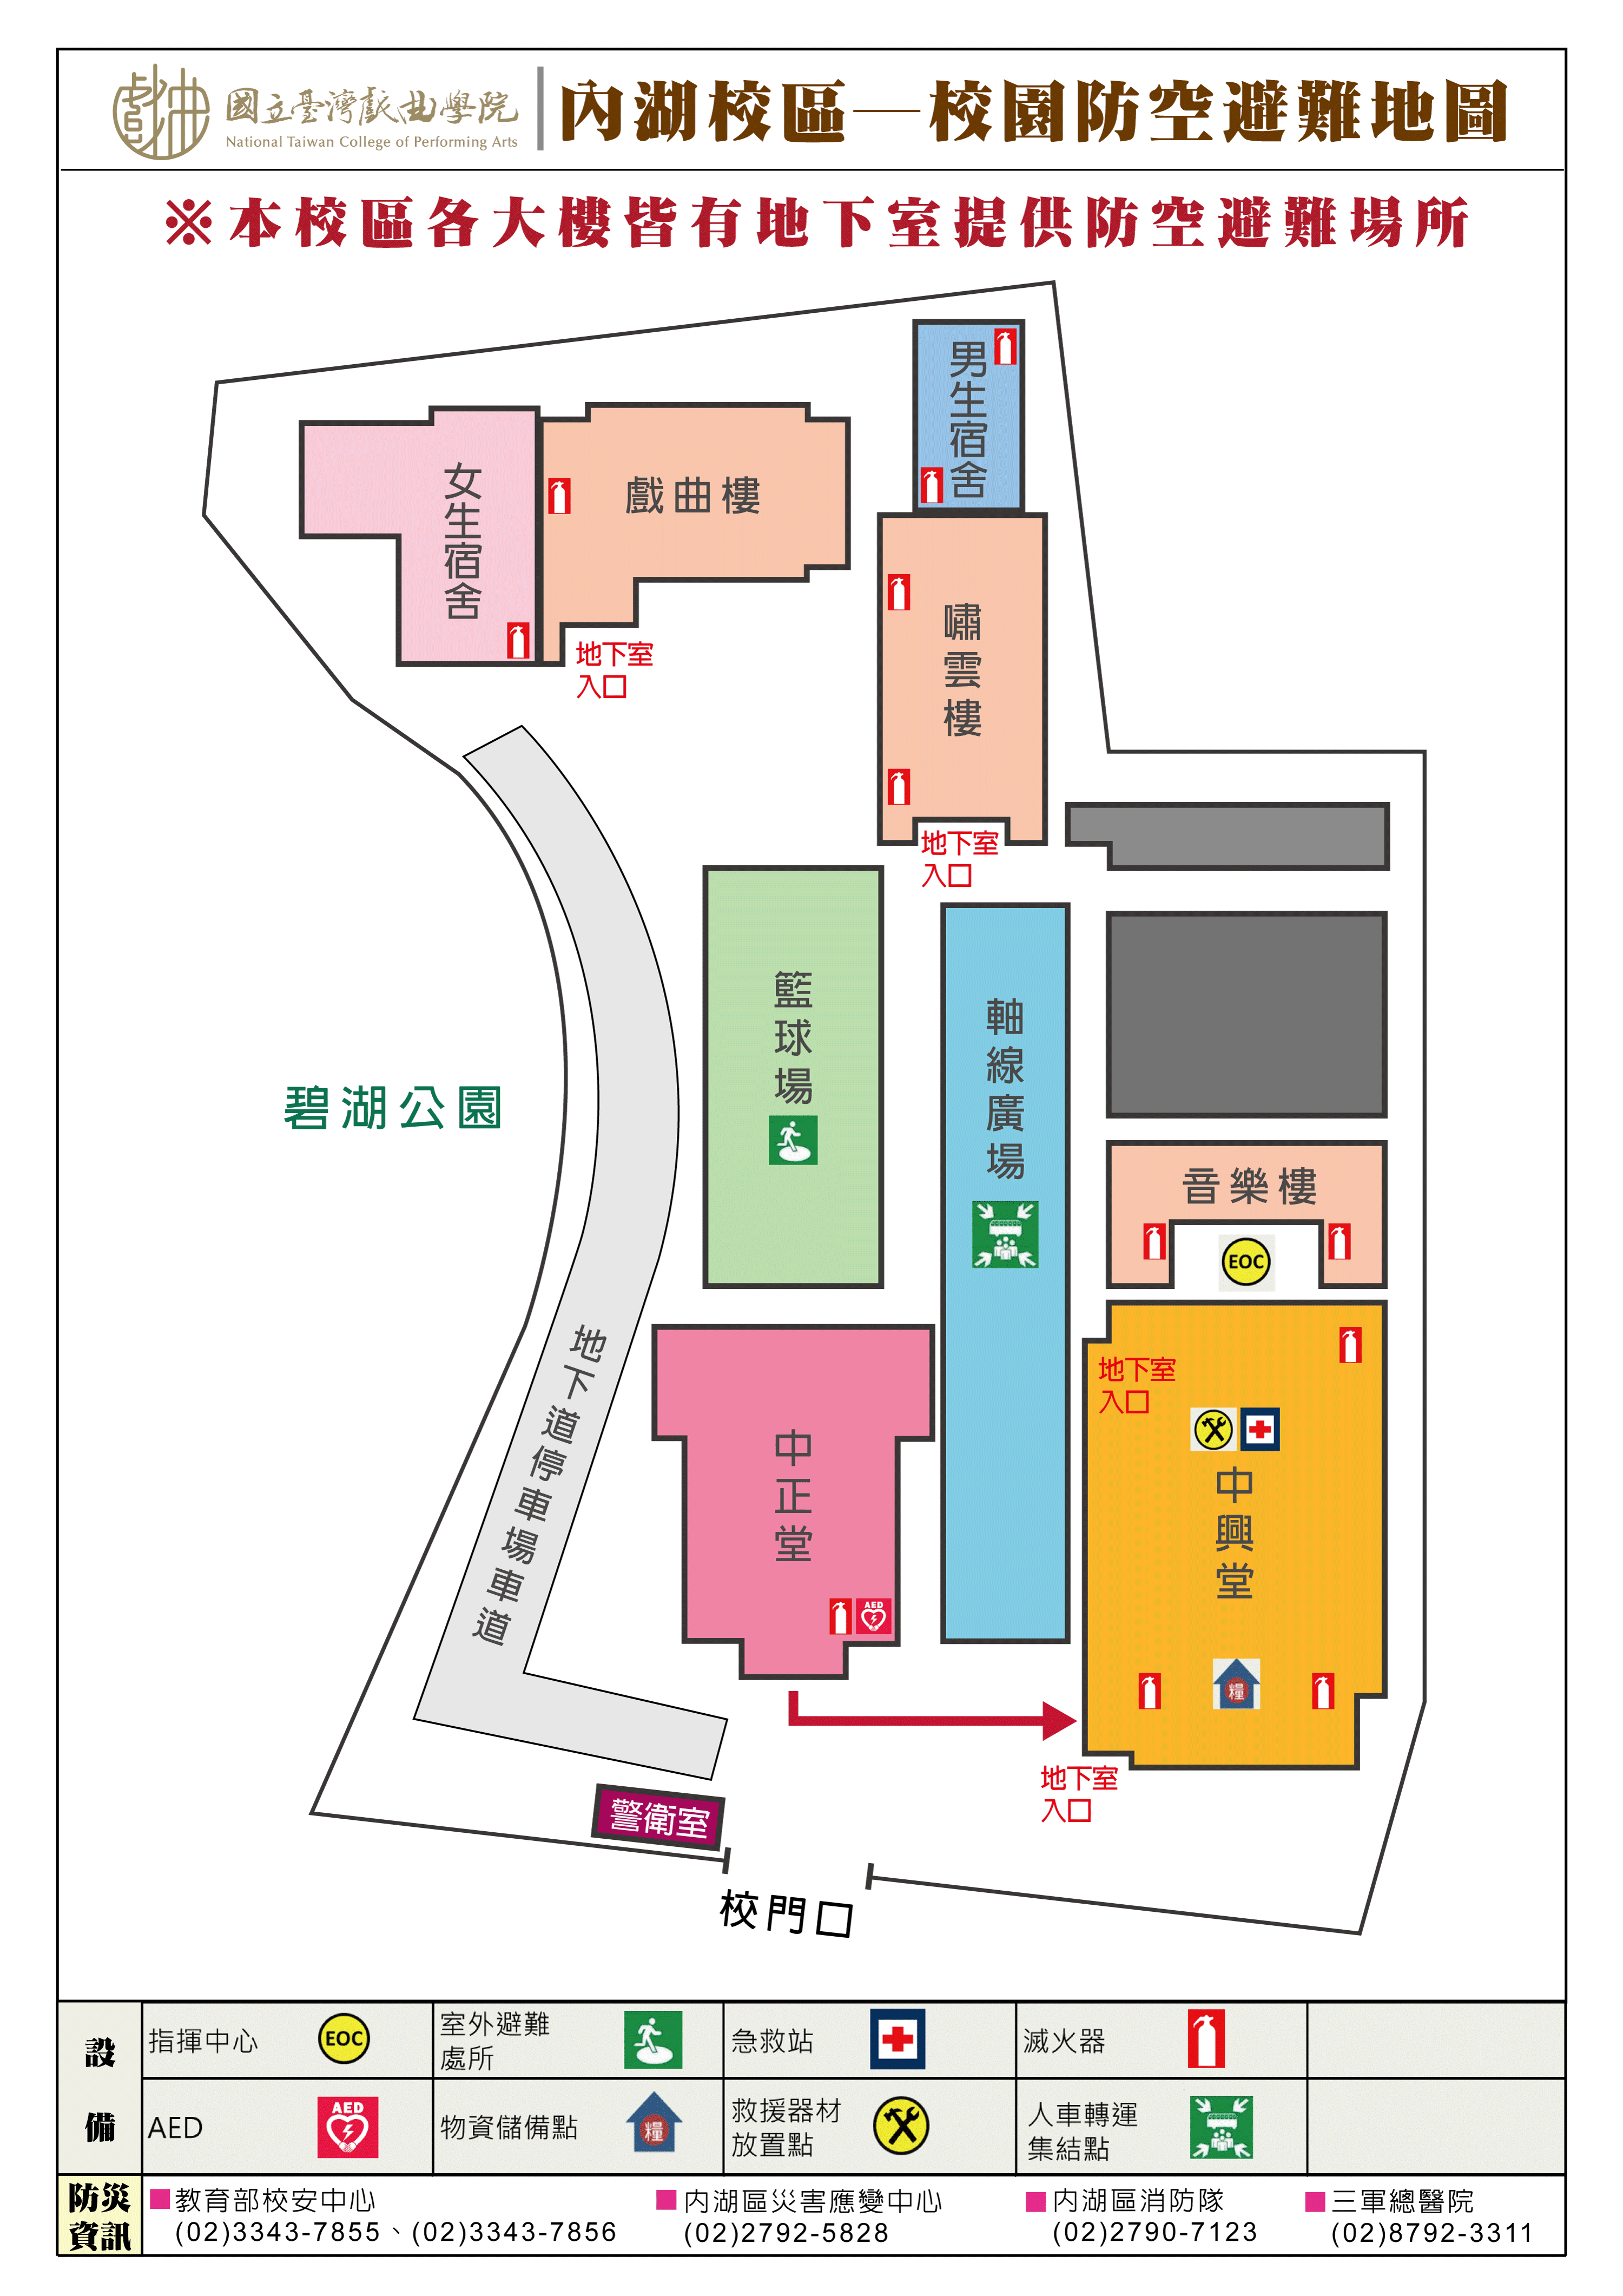 國立臺灣戲曲學院
National Taiwan College of Performing Arts
內湖校區—校園防空避難地圖
※本校區各大樓皆有地下室提供防空避難場所
男生宿舍
女生宿舍
戲曲樓
地下室
入口
嘯雲樓
地下室
入口
籃球場
軸線廣場
碧湖公園
音樂樓
EOC
地下道停車場車道
地下室
入口
中正堂
AED
中興堂
糧
地下室
入口
警衛室
校門口
設備
指揮中心
EOC
室外避難
處所
急救站
滅火器
AED
AED
物資儲備點
糧
救援器材
放置點
人車轉運
集結點
防災
資訊
■教育部校安中心
(02)3343-7855、(02)3343-7856
■內湖區災害應變中心
(02)2792-5828
■內湖區消防隊
(02)2790-7123
■三軍總醫院
(02)8792-3311